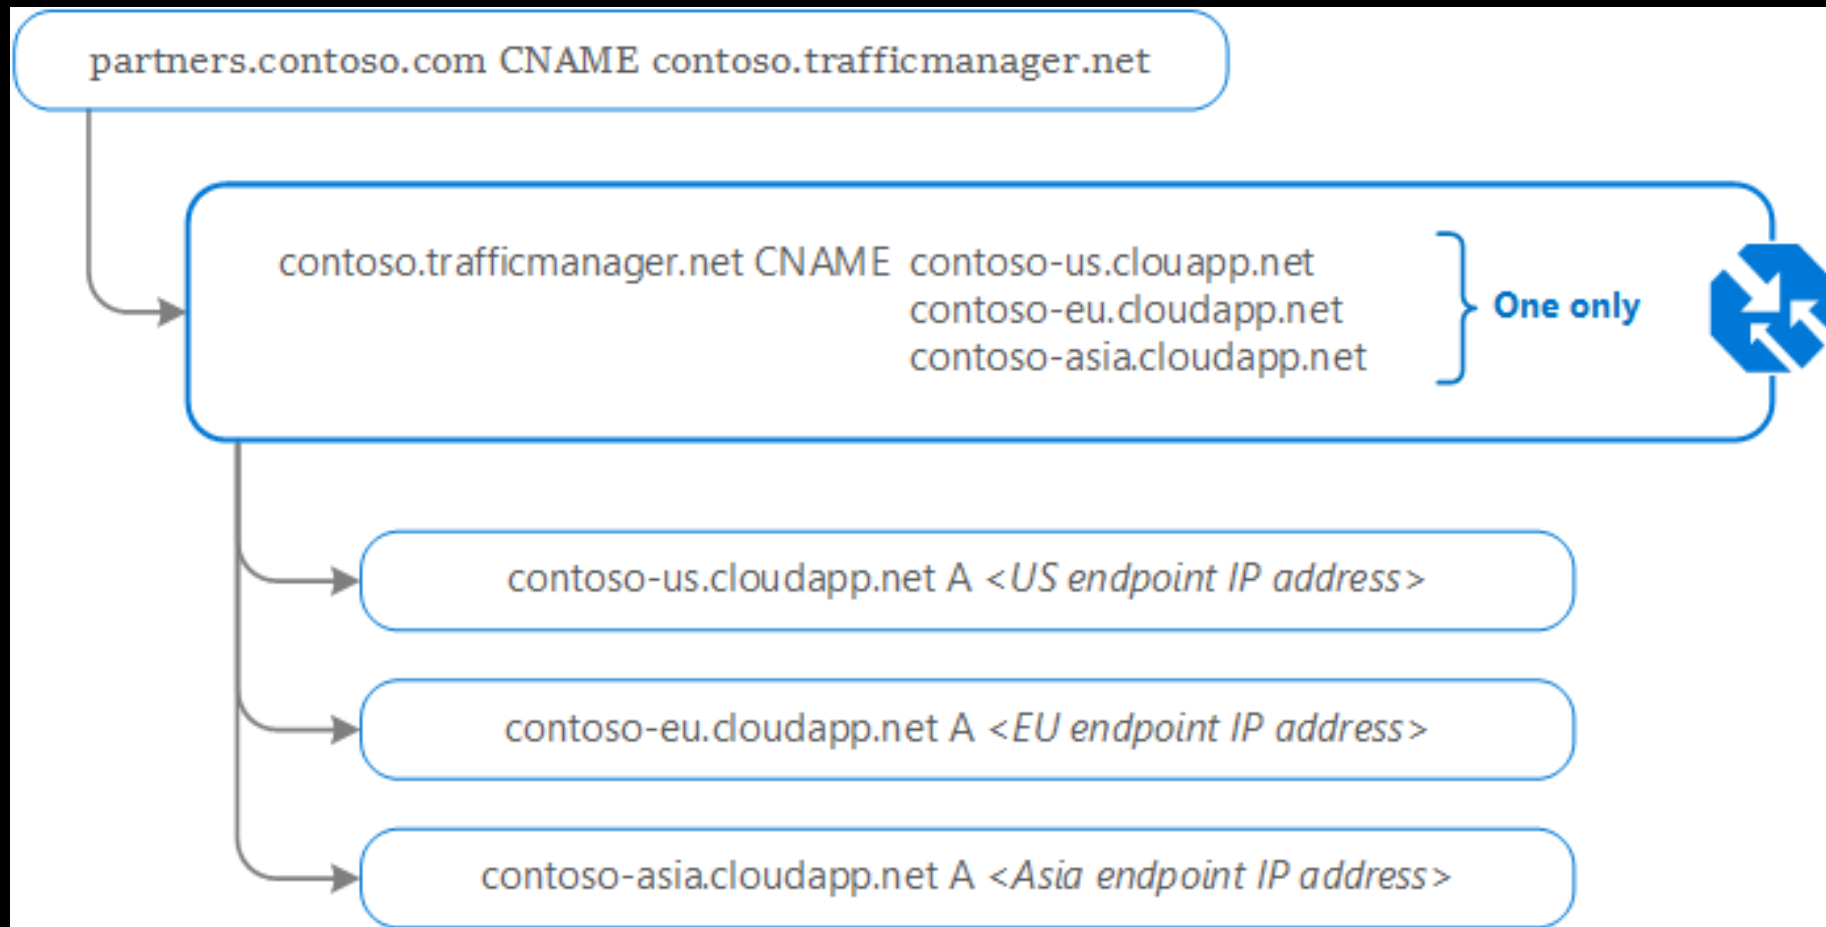 partners.contoso.com CNAME contoso.trafficmanager.net
contoso.trafficmanager.net CNAME contoso-us.clouapp.net
contoso-eu.cloudapp.net
contoso-asia.cloudapp.net
One only
contoso-us.cloudapp.net A <US endpoint IP address>
contoso-eu.cloudapp.net A <EU endpoint IP address>
contoso-asia.cloudapp.net A <Asia endpoint IP address>